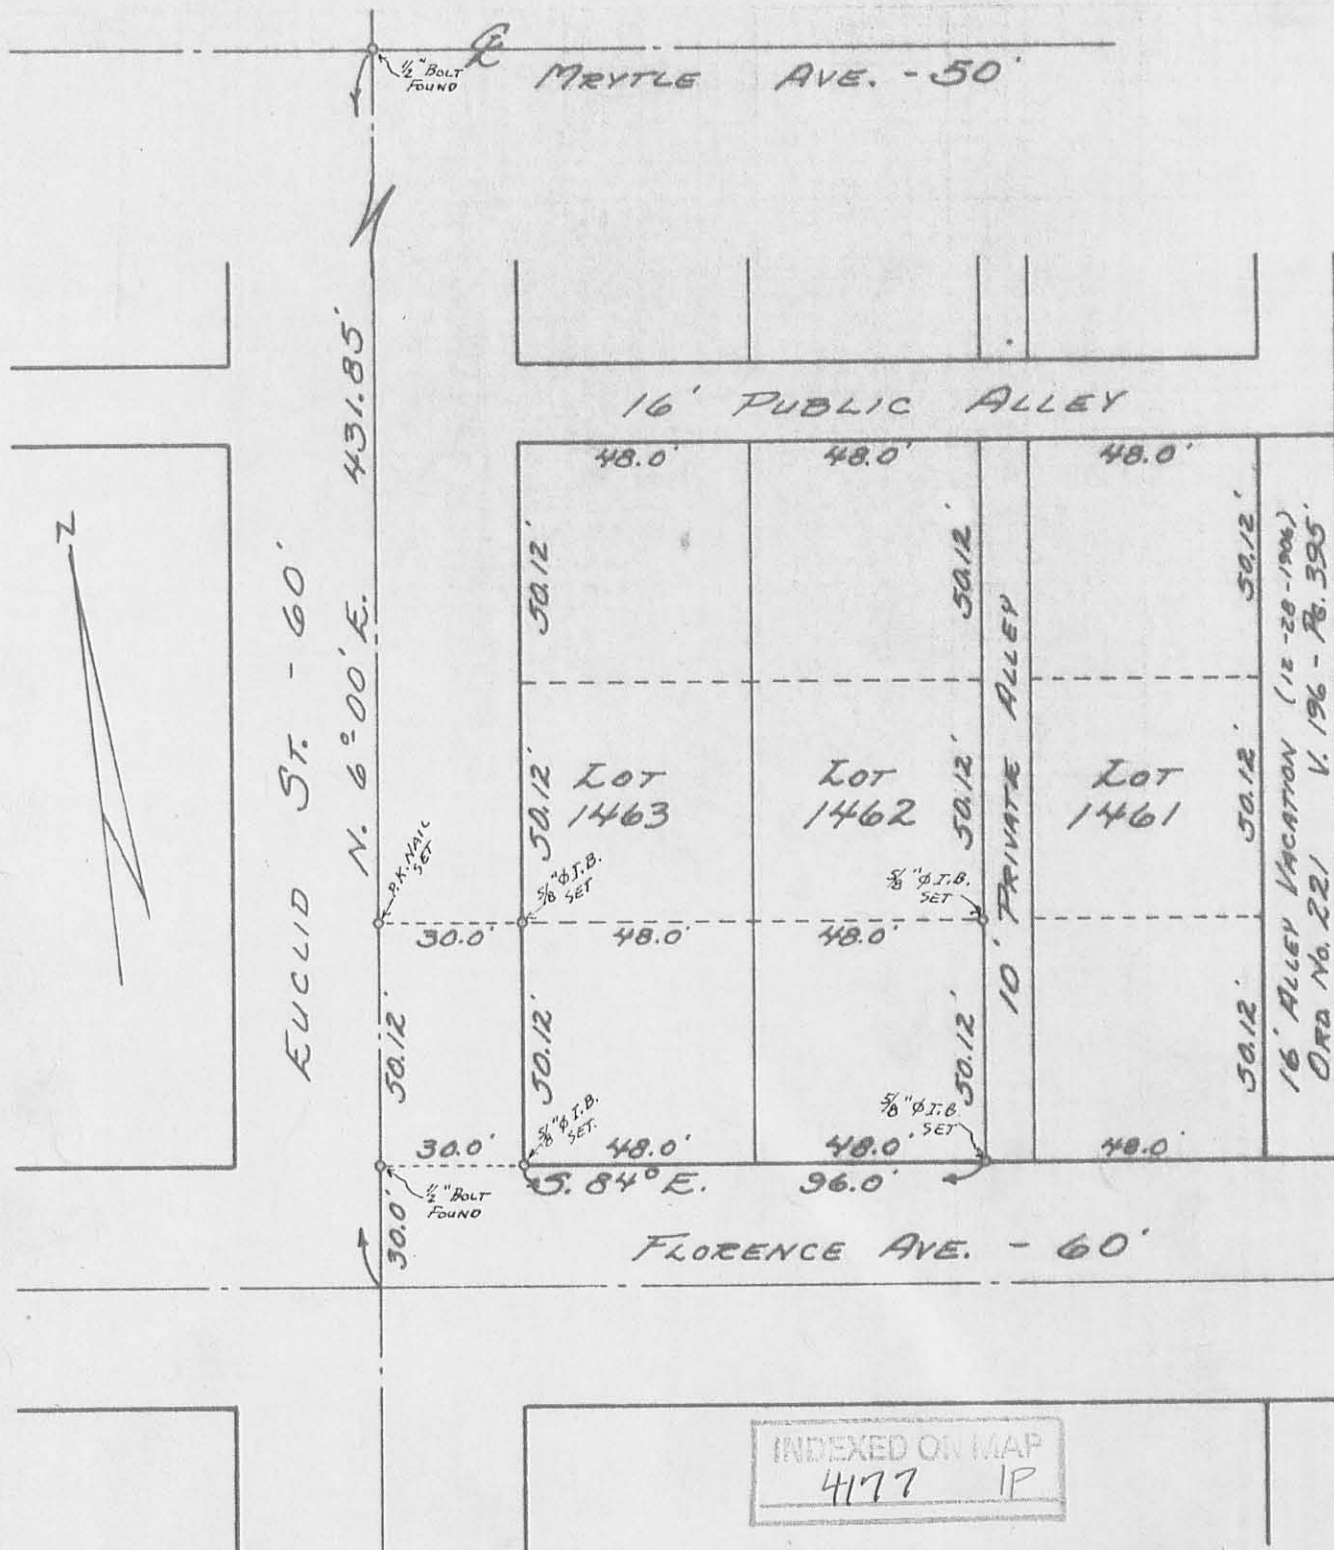 ℄
1/2" BOLT
FOUND
MRYTLE AVE. - 50'
N. 6°00' E. 431.85'
16' PUBLIC ALLEY
48.0' 48.0' 48.0'
Z
EUCLID ST. - 60'
50.12' 50.12' 50.12'
10' PRIVATE ALLEY
16' ALLEY VACATION (12-28-1906)
ORD NO. 221 V. 196 - PG. 395'
50.12' 50.12' 50.12'
LOT
1463
LOT
1462
LOT
1461
P.K. NAIL
SET
5/8"Ø I.B.
SET
5/8"Ø I.B.
SET
30.0' 48.0' 48.0'
50.12' 50.12' 50.12' 50.12'
5/8"Ø I.B.
SET.
5/8"Ø I.B.
SET
30.0' 48.0' 48.0' 48.0'
1/2" BOLT
FOUND
S. 84° E. 96.0'
30.0'
FLORENCE AVE. - 60'
INDEXED ON MAP
4177 IP